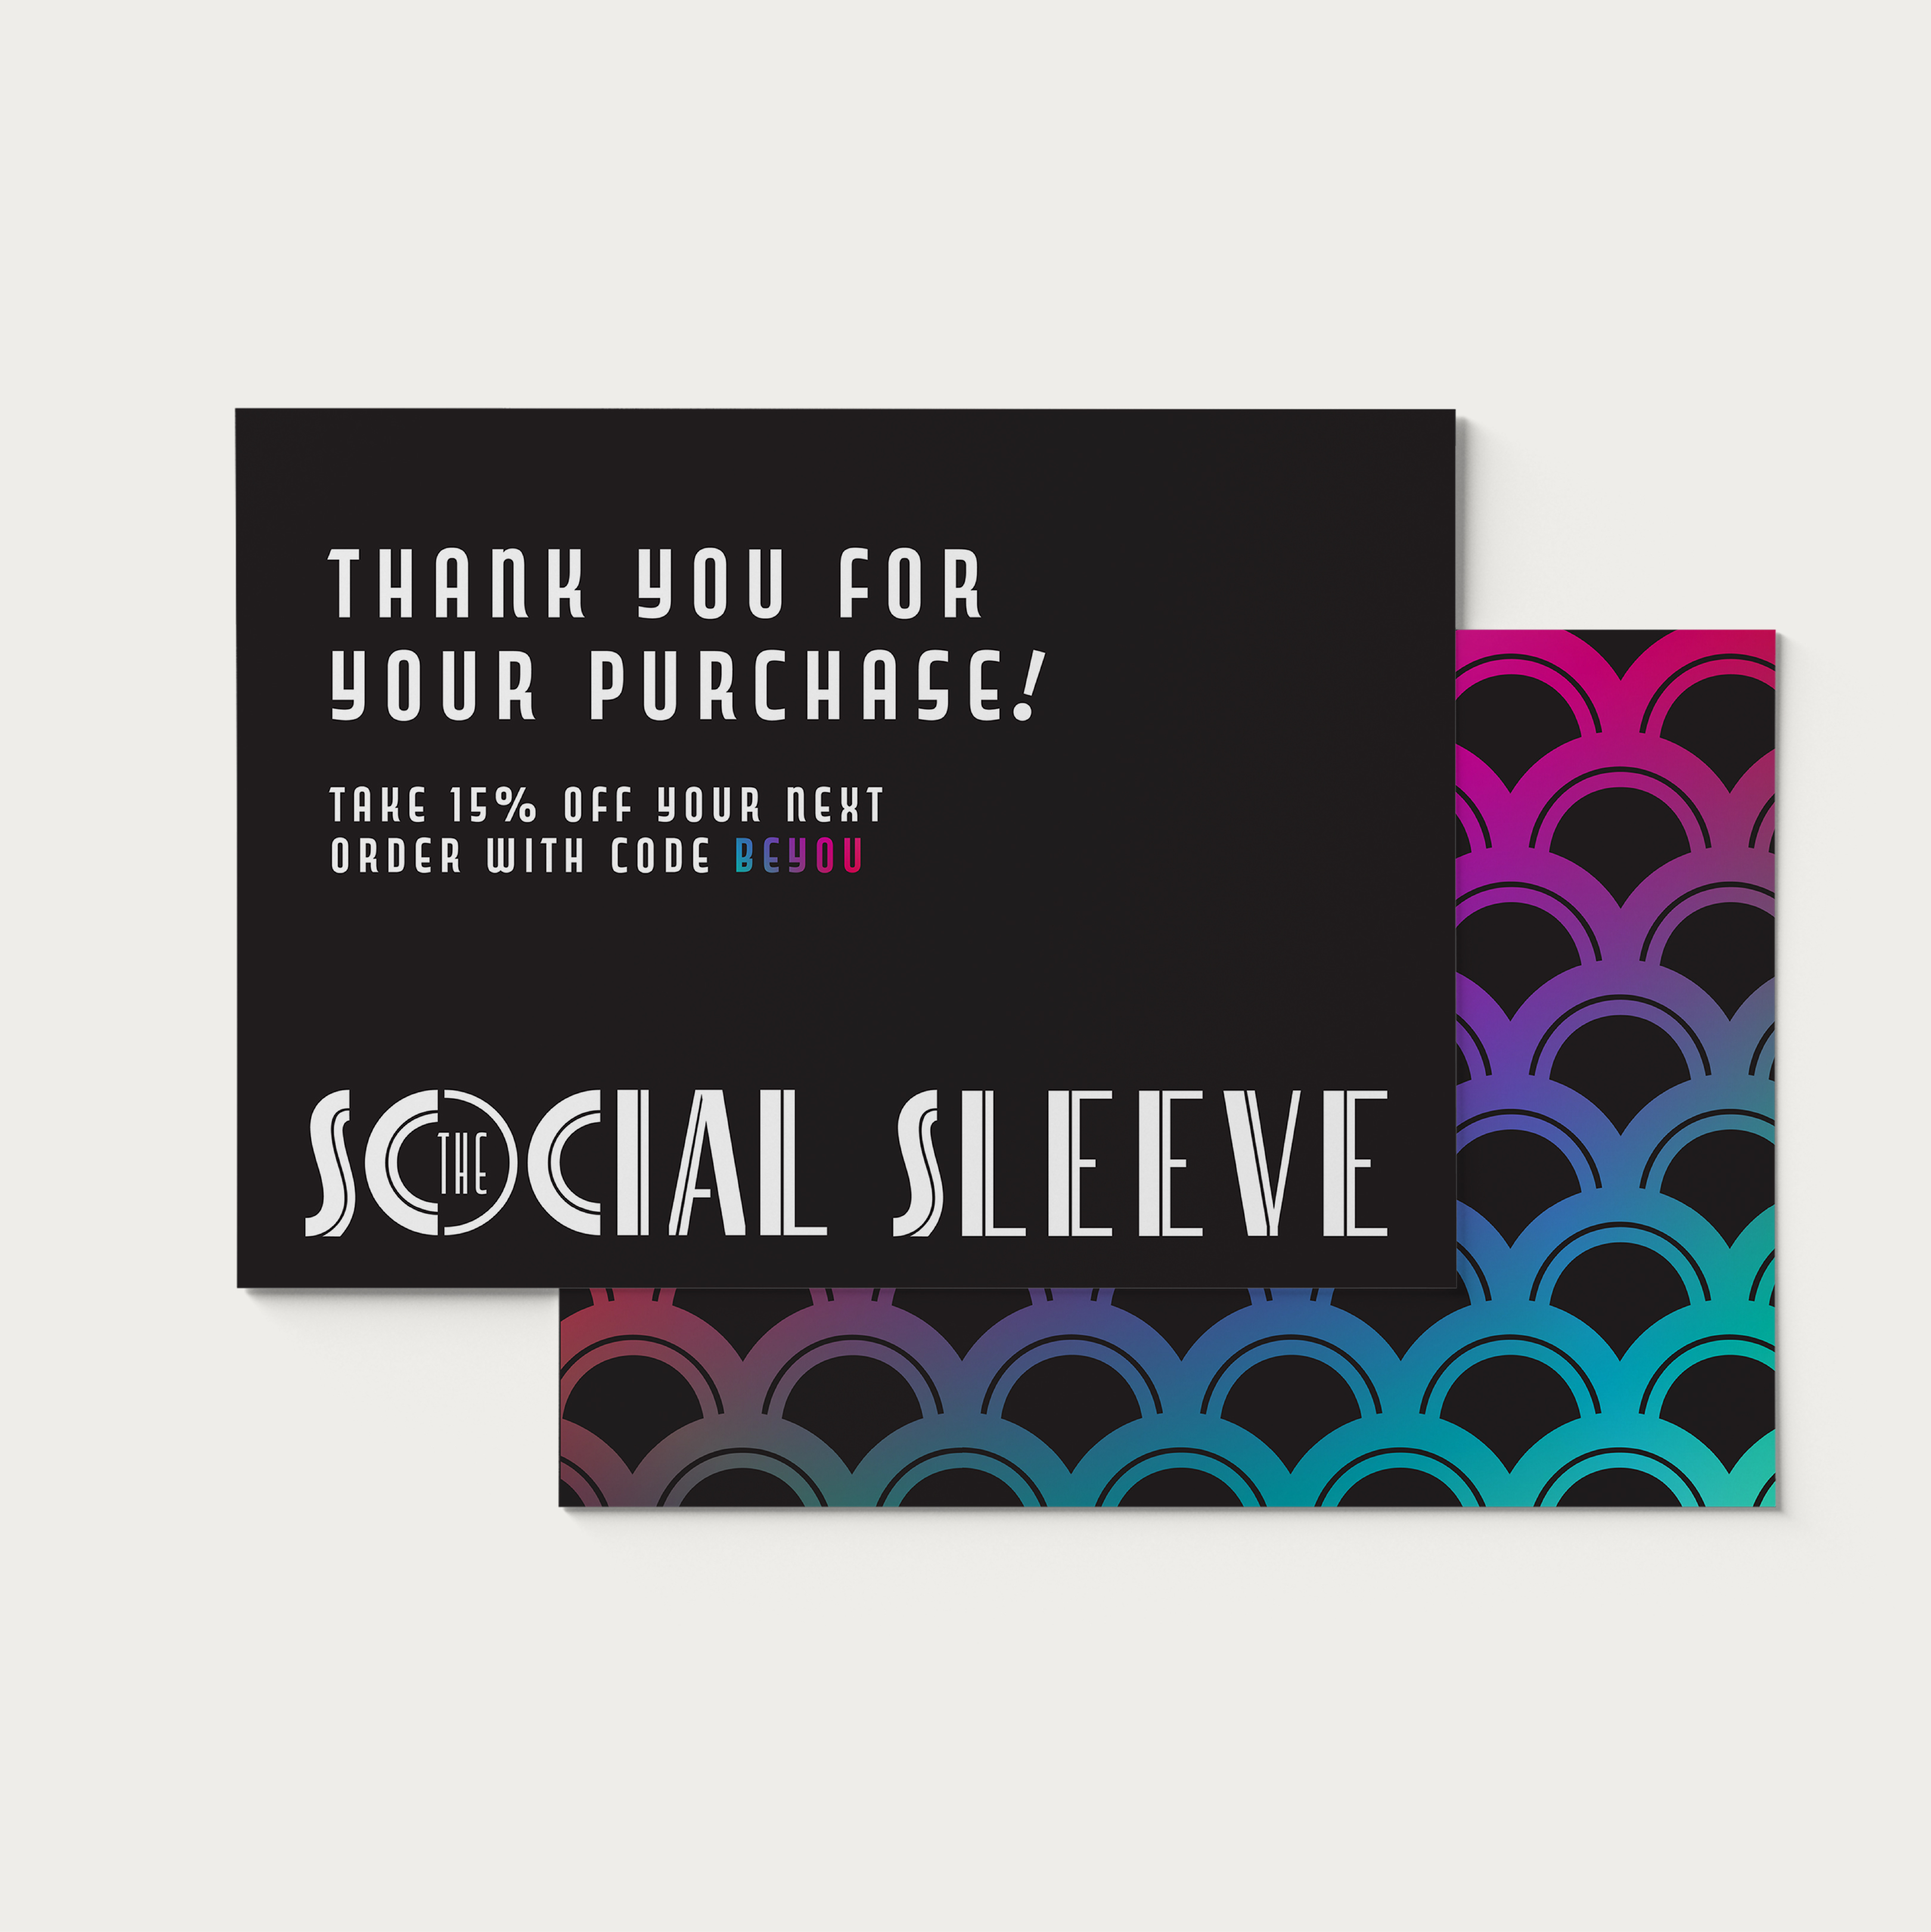 THANK YOU FOR
YOUR PURCHASE!
TAKE 15% OFF YOUR NEXT
ORDER WITH CODE BEYOU
THE SOCIAL SLEEVE